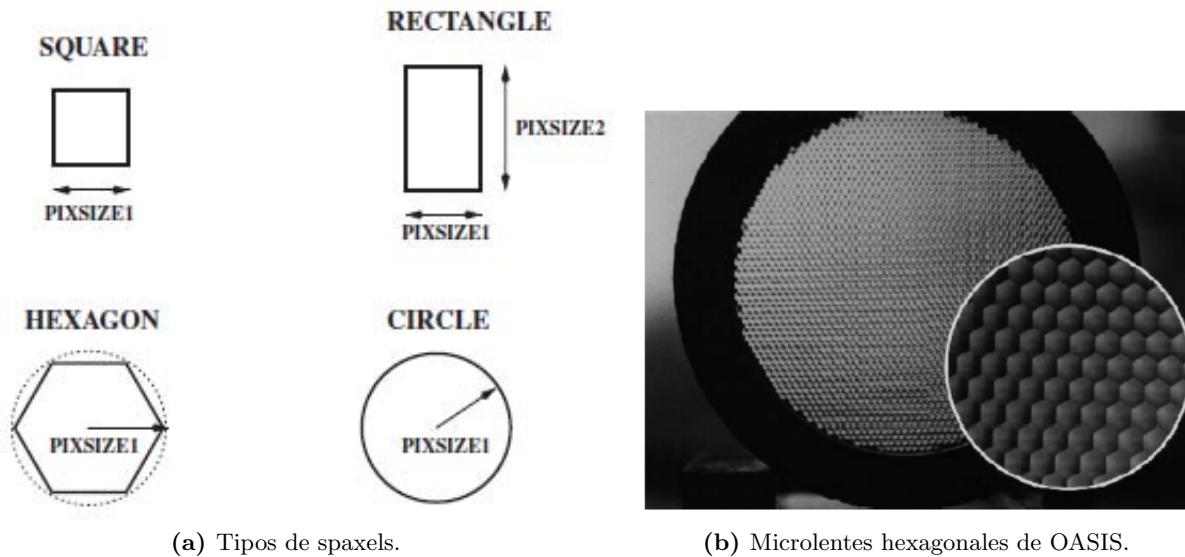 SQUARE
PIXSIZE1
RECTANGLE
PIXSIZE2
PIXSIZE1
HEXAGON
PIXSIZE1
CIRCLE
PIXSIZE1
(a) Tipos de spaxels.
(b) Microlentes hexagonales de OASIS.